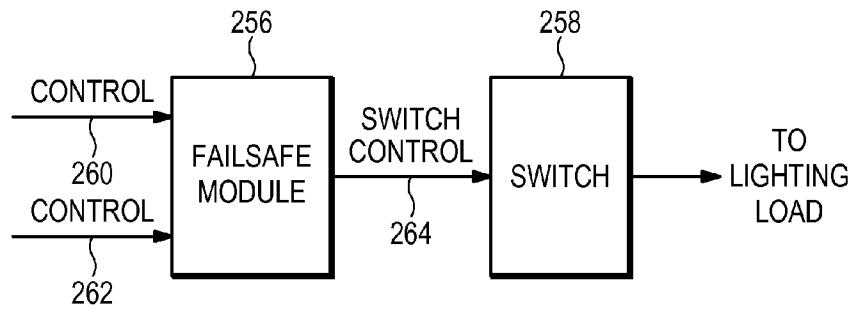 256
258
CONTROL
260
CONTROL
262
FAILSAFE
MODULE
SWITCH
CONTROL
264
SWITCH
TO
LIGHTING
LOAD